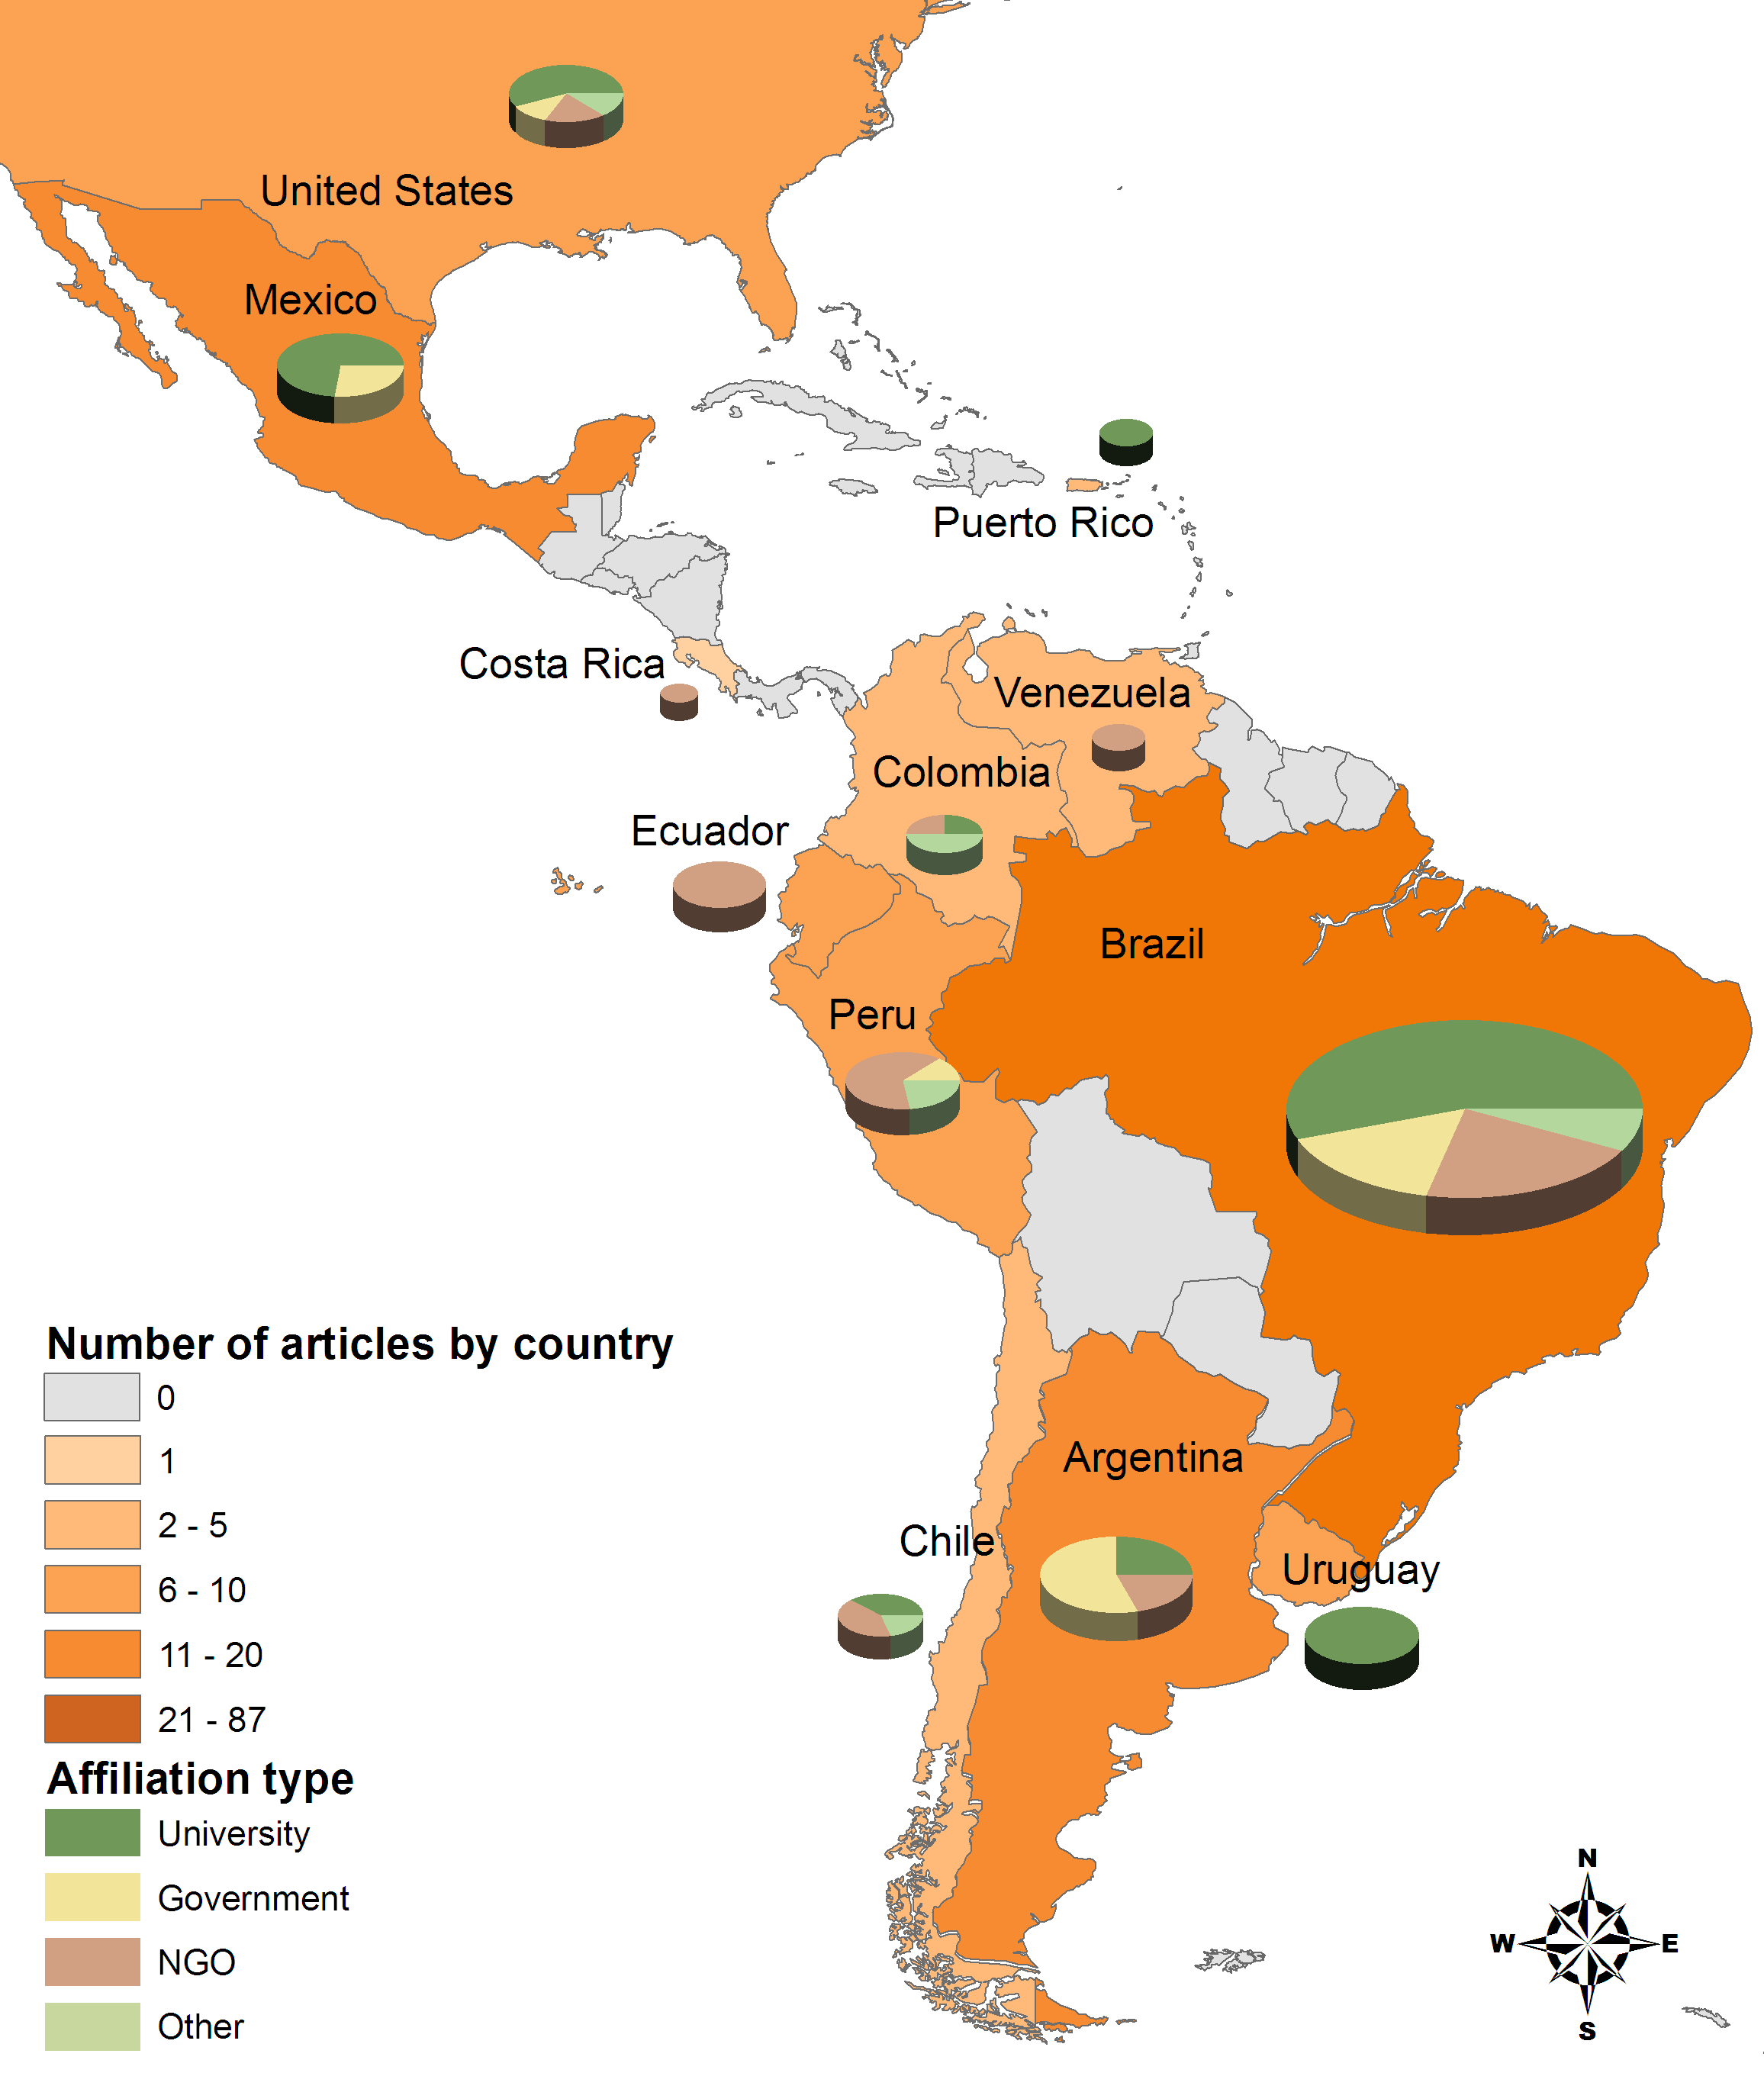 United States
Mexico
Puerto Rico
Costa Rica
Venezuela
Colombia
Ecuador
Brazil
Peru
Number of articles by country
0
1
2 - 5
6 - 10
11 - 20
21 - 87
Argentina
Chile
Uruguay
Affiliation type
University
Government
NGO
Other
N
W E
S